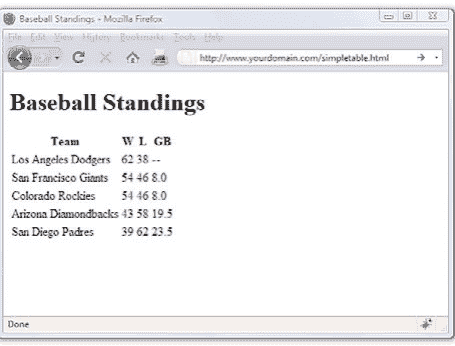 Baseball Standings - Mozilla Firefox
File Edit View History Bookmarks Tools Help
http://www.yourdomain.com/simpletable.html
Baseball Standings
Team W L GB
Los Angeles Dodgers 62 38 --
San Francisco Giants 54 46 8.0
Colorado Rockies 54 46 8.0
Arizona Diamondbacks 43 58 19.5
San Diego Padres 39 62 23.5
Done